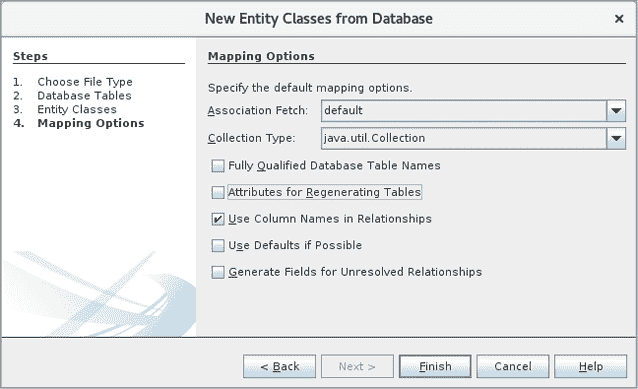 New Entity Classes from Database
×
Steps
1. Choose File Type
2. Database Tables
3. Entity Classes
4. Mapping Options
Mapping Options
Specify the default mapping options.
Association Fetch: default
Collection Type: java.util.Collection
Fully Qualified Database Table Names
Attributes for Regenerating Tables
Use Column Names in Relationships
Use Defaults if Possible
Generate Fields for Unresolved Relationships
< Back Next > Finish Cancel Help